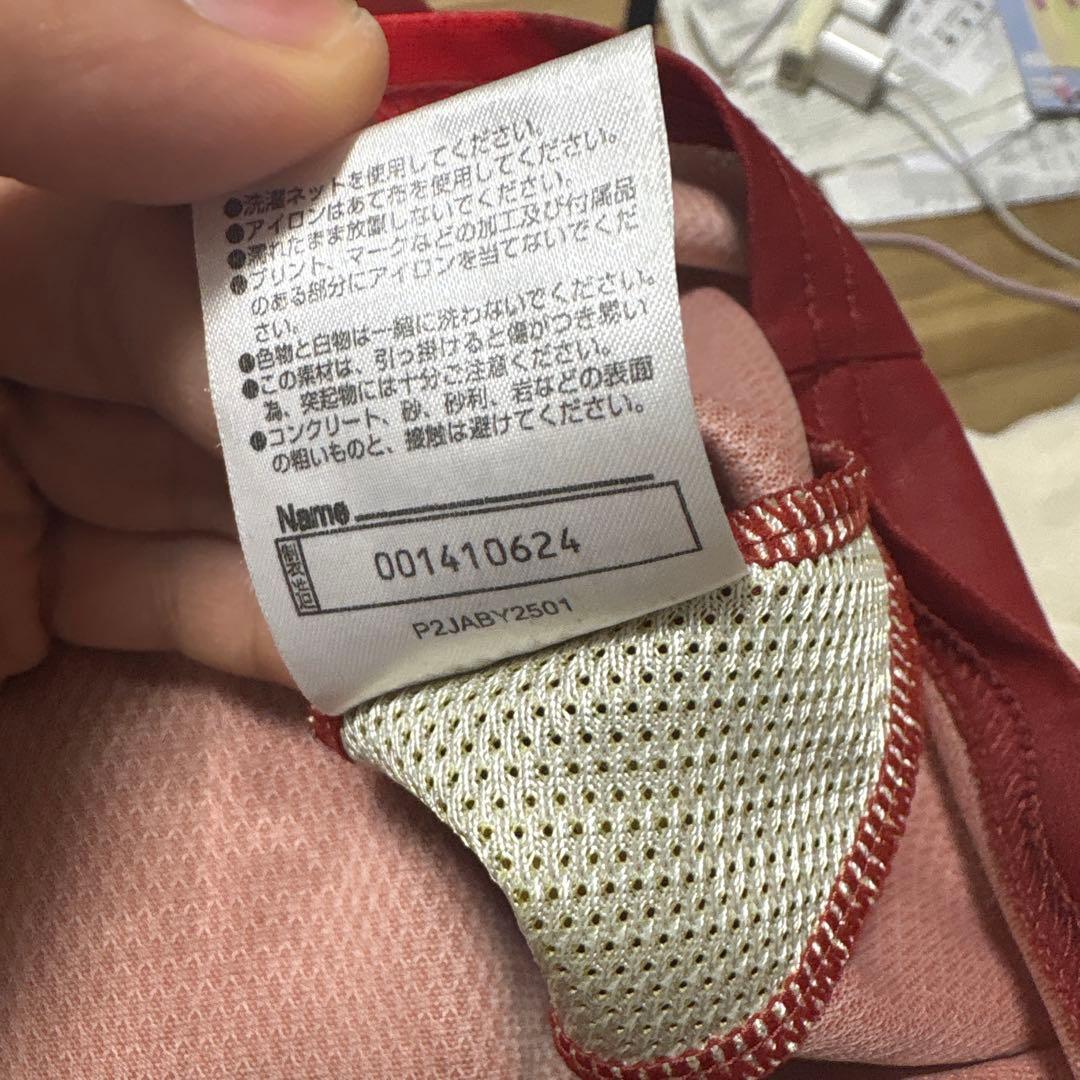 ●洗濯ネットを使用してください。
●アイロンはあて布を使用してください。
●濡れたまま放置しないでください。
●プリント、マークなどの加工及び付属品
のある部分にアイロンを当てないでくだ
さい。
●色物と白物は一緒に洗わないでください。
●この素材は、引っ掛けると傷がつき易い
為、突起物には十分ご注意ください。
●コンクリート、砂、砂利、岩などの表面
の粗いものと、接触は避けてください。
Name
001410624
P2JABY2501